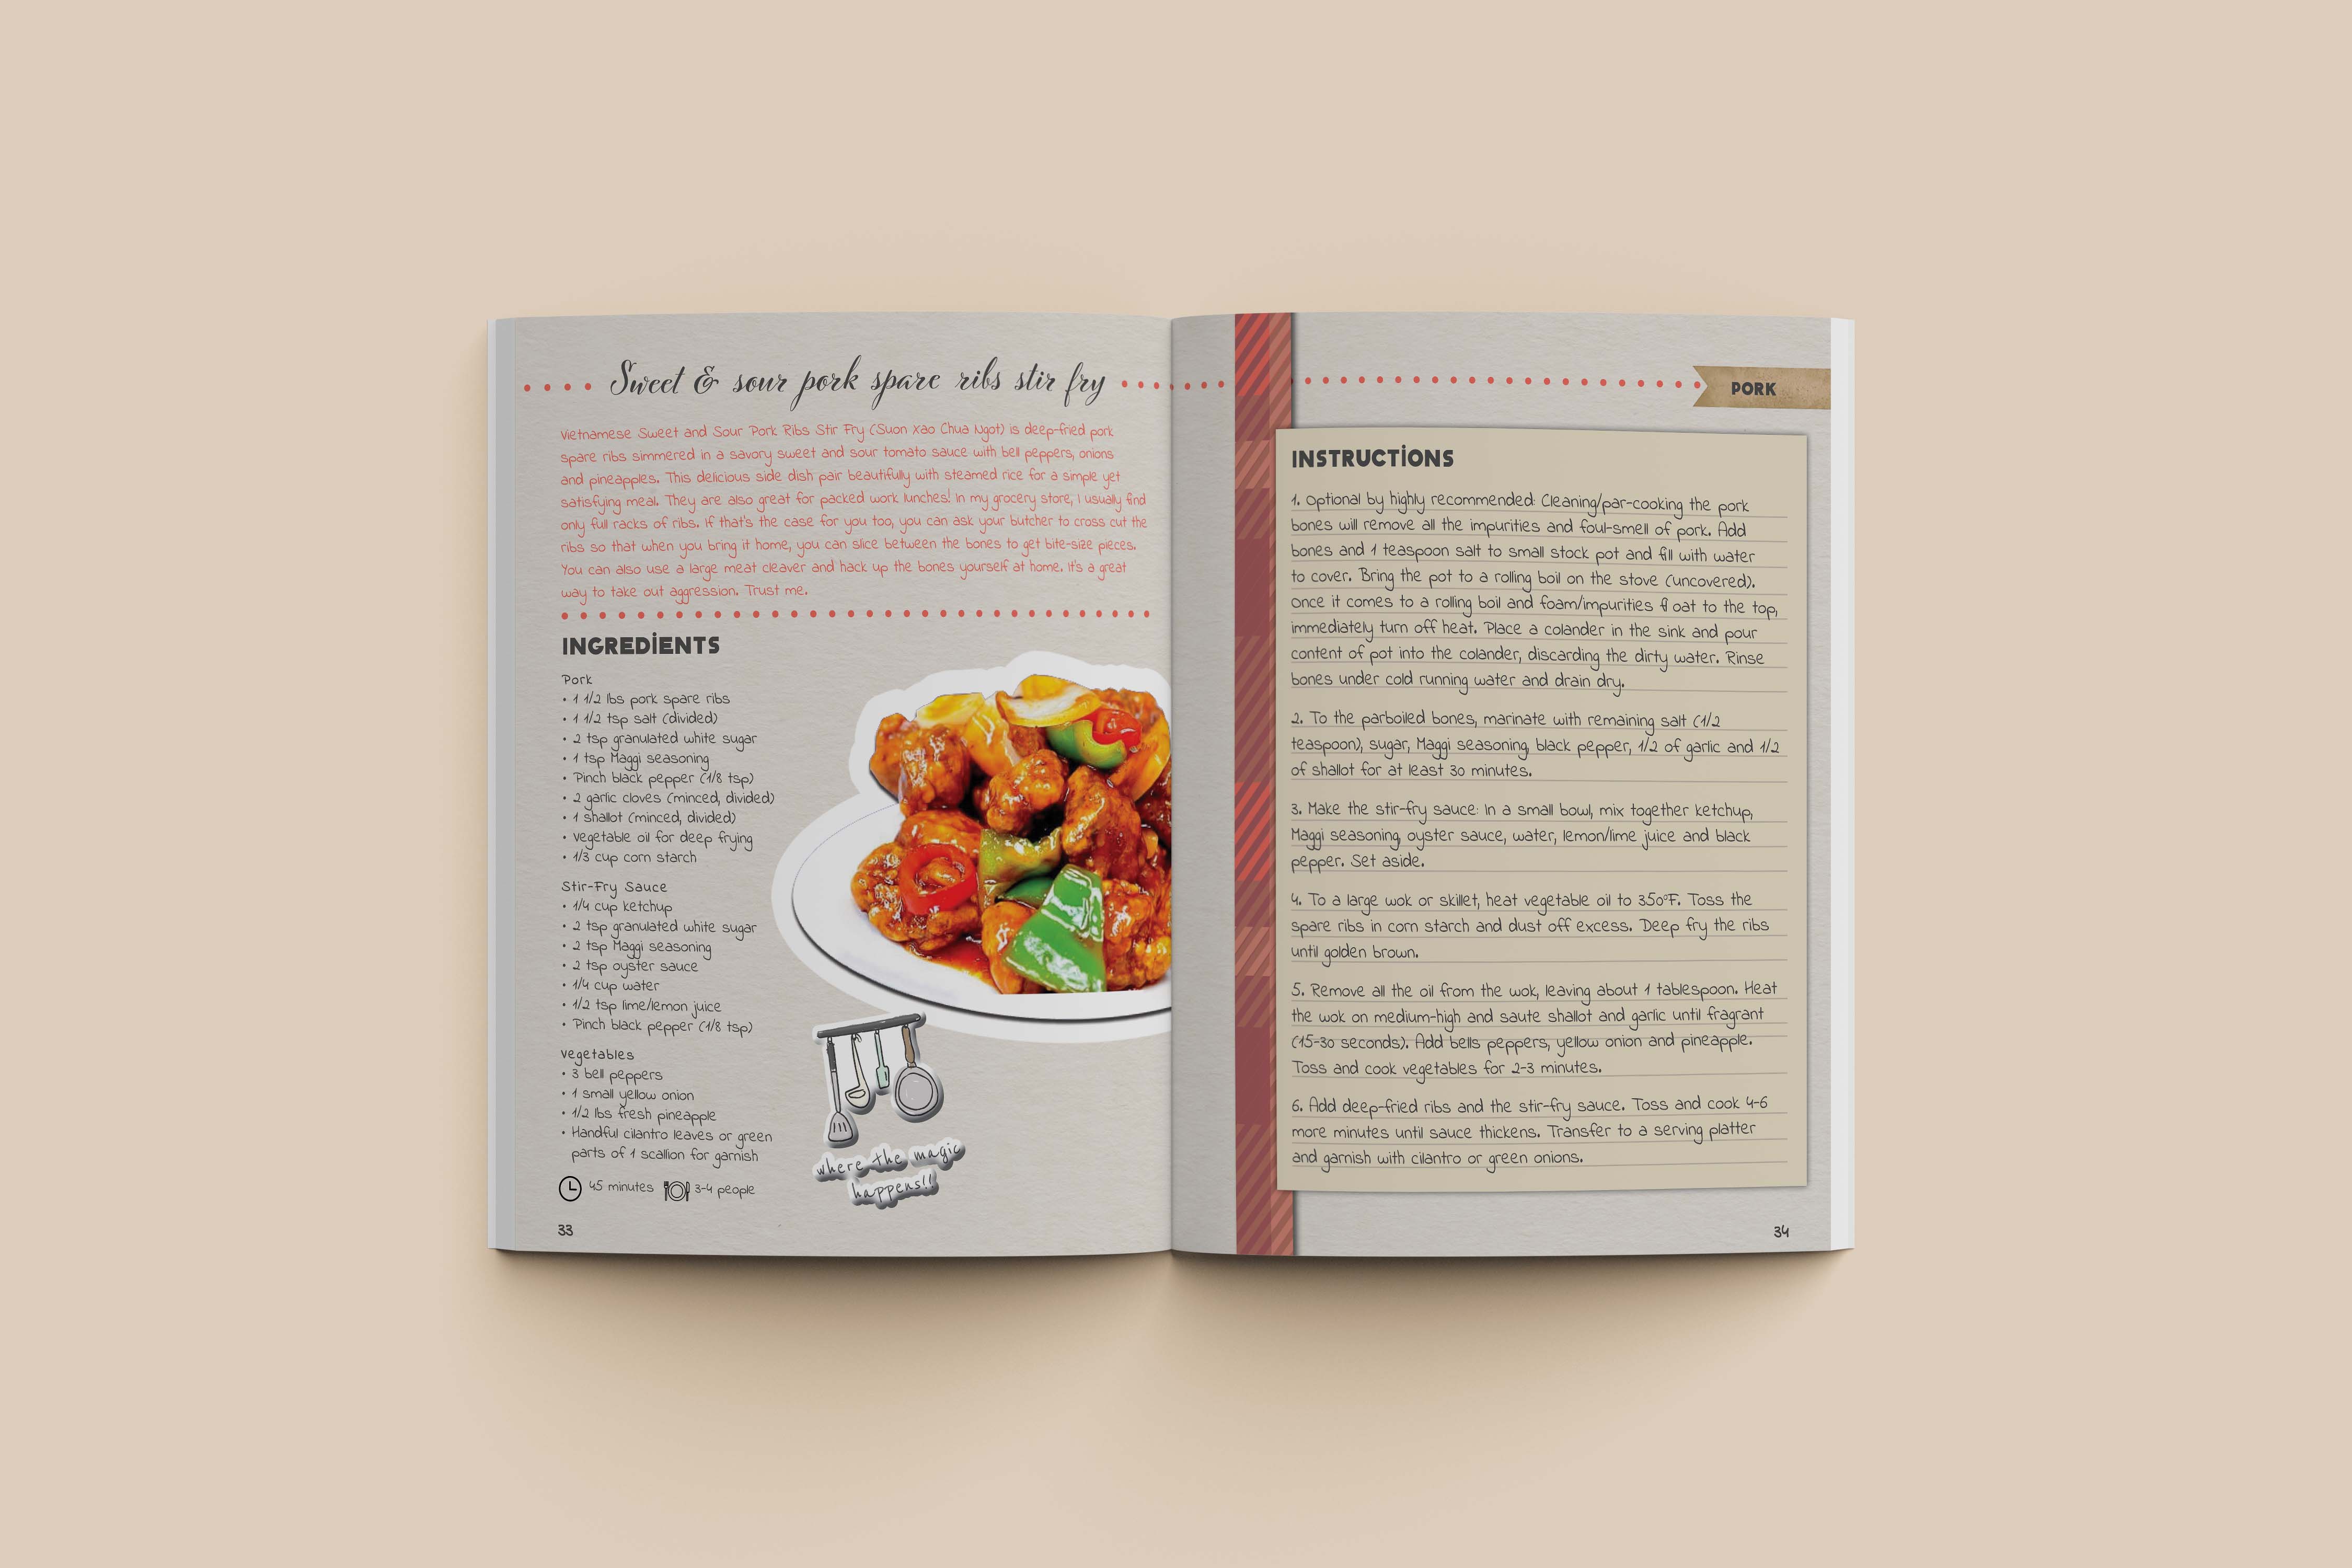 Sweet & sour pork spare ribs stir fry
Vietnamese Sweet and Sour Pork Ribs Stir Fry (Suon Xao Chua Ngot) is deep-fried pork
spare ribs simmered in a savory sweet and sour tomato sauce with bell peppers, onions
and pineapples. This delicious side dish pair beautifully with steamed rice for a simple yet
satisfying meal. They are also great for packed work lunches! In my grocery store, I usually find
only full racks of ribs. If that's the case for you too, you can ask your butcher to cross cut the
ribs so that when you bring it home, you can slice between the bones to get bite-size pieces.
You can also use a large meat cleaver and hack up the bones yourself at home. It's a great
way to take out aggression. Trust me.
INGREDIENTS
Pork
• 1 1/2 lbs pork spare ribs
• 1 1/2 tsp salt (divided)
• 2 tsp granulated white sugar
• 1 tsp Maggi seasoning
• Pinch black pepper (1/8 tsp)
• 2 garlic cloves (minced, divided)
• 1 shallot (minced, divided)
• Vegetable oil for deep frying
• 1/3 cup corn starch
Stir-Fry Sauce
• 1/4 cup ketchup
• 2 tsp granulated white sugar
• 2 tsp Maggi seasoning
• 2 tsp oyster sauce
• 1/4 cup water
• 1/2 tsp lime/lemon juice
• Pinch black pepper (1/8 tsp)
Vegetables
• 3 bell peppers
• 1 small yellow onion
• 1/2 lbs fresh pineapple
• Handful cilantro leaves or green
parts of 1 scallion for garnish
45 minutes 3-4 people
where the magic
happens!!
33
PORK
INSTRUCTIONS
1. Optional by highly recommended: Cleaning/par-cooking the pork
bones will remove all the impurities and foul-smell of pork. Add
bones and 1 teaspoon salt to small stock pot and fill with water
to cover. Bring the pot to a rolling boil on the stove (uncovered).
Once it comes to a rolling boil and foam/impurities fl oat to the top,
immediately turn off heat. Place a colander in the sink and pour
content of pot into the colander, discarding the dirty water. Rinse
bones under cold running water and drain dry.
2. To the parboiled bones, marinate with remaining salt (1/2
teaspoon), sugar, Maggi seasoning, black pepper, 1/2 of garlic and 1/2
of shallot for at least 30 minutes.
3. Make the stir-fry sauce: In a small bowl, mix together ketchup,
Maggi seasoning, oyster sauce, water, lemon/lime juice and black
pepper. Set aside.
4. To a large wok or skillet, heat vegetable oil to 350°F. Toss the
spare ribs in corn starch and dust off excess. Deep fry the ribs
until golden brown.
5. Remove all the oil from the wok, leaving about 1 tablespoon. Heat
the wok on medium-high and saute shallot and garlic until fragrant
(15-30 seconds). Add bells peppers, yellow onion and pineapple.
Toss and cook vegetables for 2-3 minutes.
6. Add deep-fried ribs and the stir-fry sauce. Toss and cook 4-6
more minutes until sauce thickens. Transfer to a serving platter
and garnish with cilantro or green onions.
34